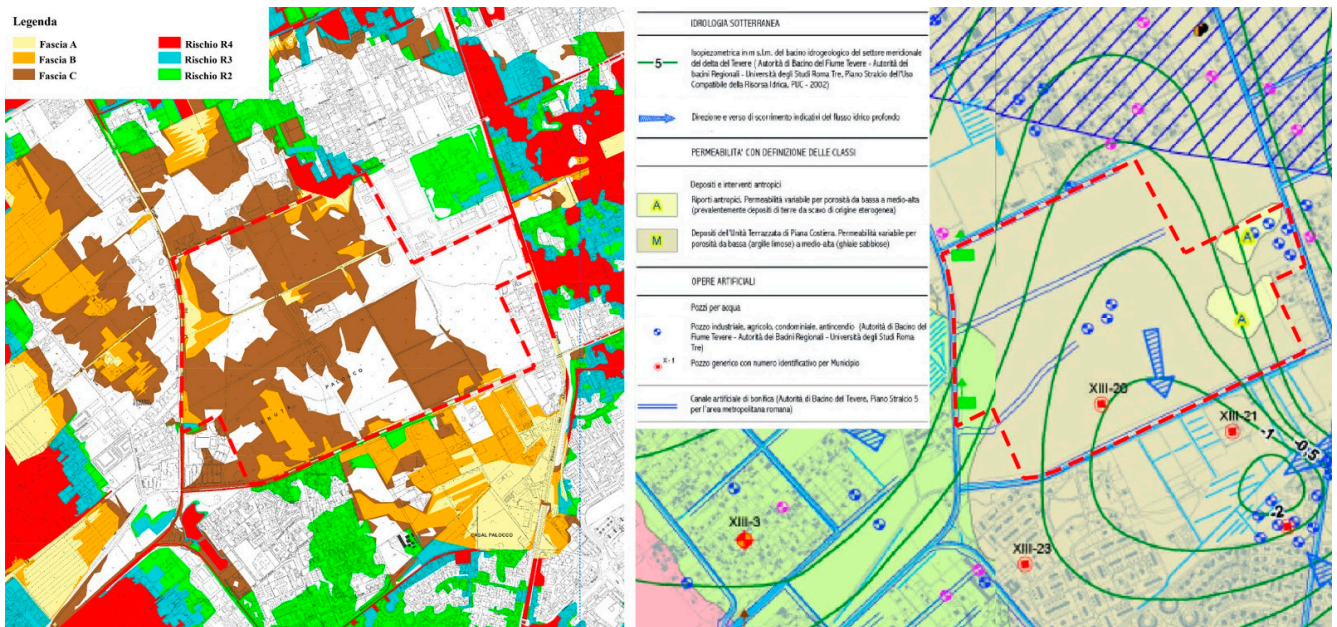 Legenda
Fascia A
Fascia B
Fascia C
Rischio R4
Rischio R3
Rischio R2
TENUTA
PALOCCO
CASAL PALOCCO
IDROLOGIA SOTTERRANEA
5
Isopiezometrica in m s.l.m. del bacino idrogeologico del settore meridionale
del delta del Tevere ( Autorità di Bacino del Fiume Tevere - Autorità dei
bacini Regionali - Università degli Studi Roma Tre, Piano Stralcio dell'Uso
Compatibile della Risorsa Idrica, PUC - 2002)
Direzione e verso di scorrimento indicativi del flusso idrico profondo
PERMEABILITA' CON DEFINIZIONE DELLE CLASSI
Depositi e interventi antropici
A
Riporti antropici. Permeabilità variabile per porosità da bassa a medio-alta
(prevalentemente depositi di terre da scavo di origine eterogenea)
M
Depositi dell'Unità Terrazzata di Piana Costiera. Permeabilità variabile per
porosità da bassa (argille limose) a medio-alta (ghiaie sabbiose)
OPERE ARTIFICIALI
Pozzi per acqua
Pozzo industriale, agricolo, condominiale, antincendio (Autorità di Bacino del
Fiume Tevere - Autorità dei Bacini Regionali - Università degli Studi Roma
Tre)
X - 1
Pozzo generico con numero identificativo per Municipio
Canale artificiale di bonifica (Autorità di Bacino del Tevere, Piano Stralcio 5
per l'area metropolitana romana)
A
A
XIII-20
XIII-21
-1
-0,5
-2
XIII-3
XIII-23